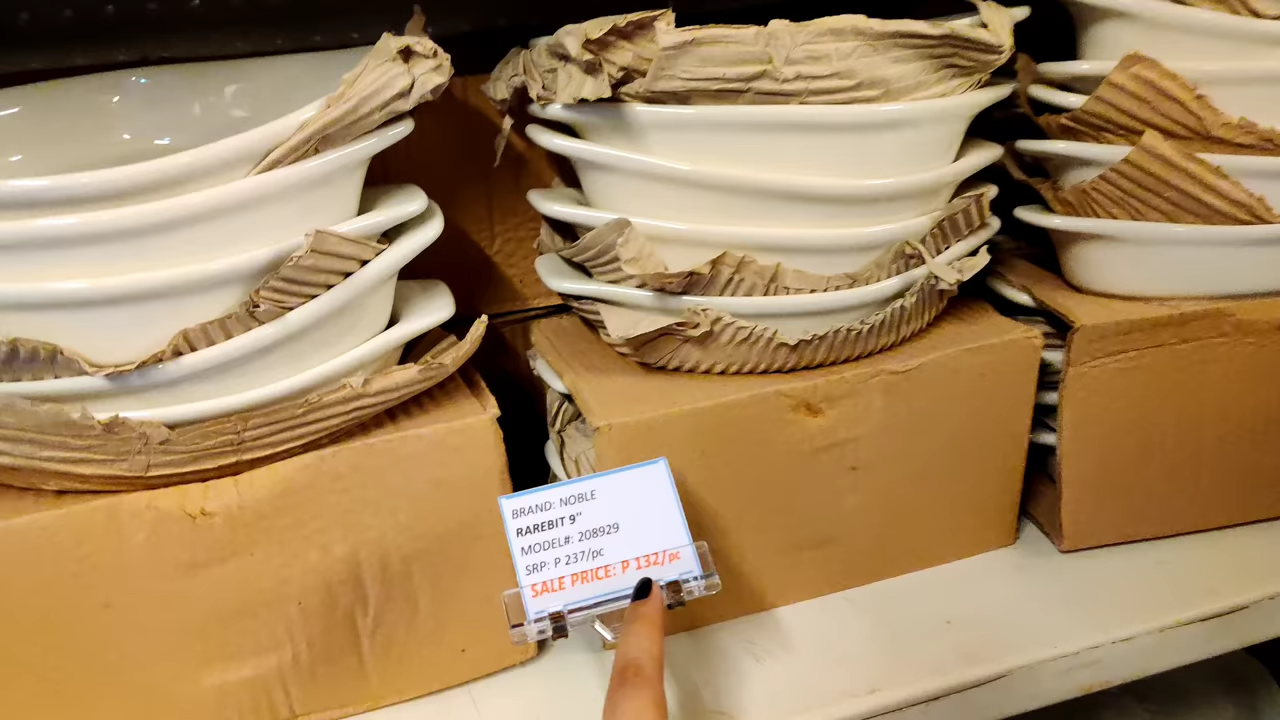 BRAND: NOBLE
RAREBIT 9"
MODEL#: 208929
SRP: P 237/pc
SALE PRICE: P 132/pc